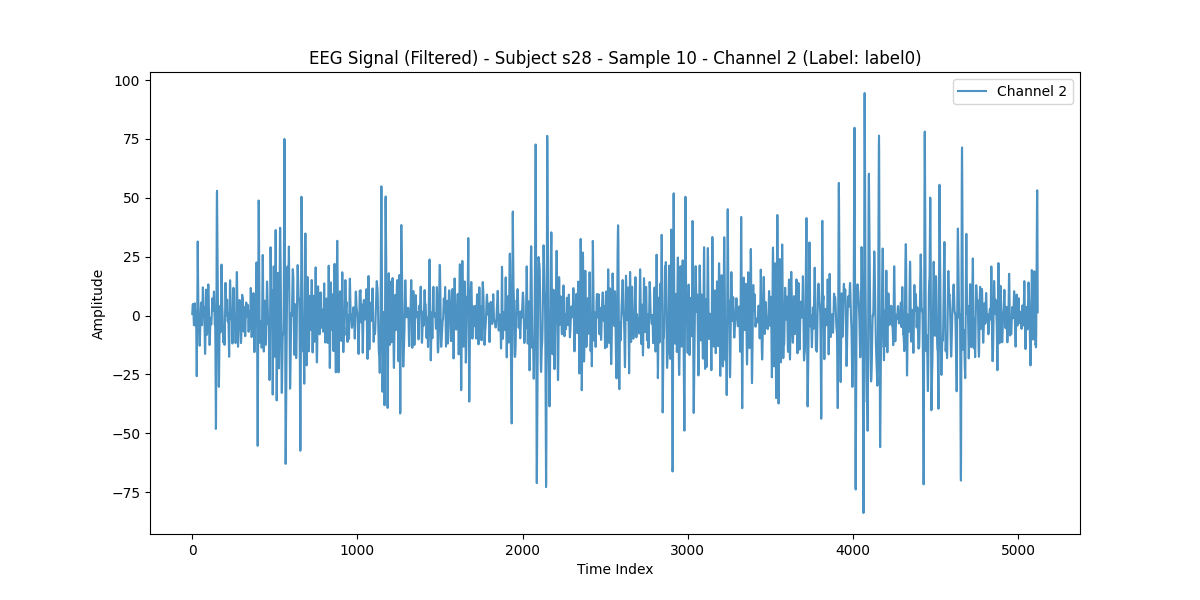 EEG Signal (Filtered) - Subject s28 - Sample 10 - Channel 2 (Label: label0)
Channel 2
100
75
50
25
0
−25
−50
−75
Amplitude
0 1000 2000 3000 4000 5000
Time Index